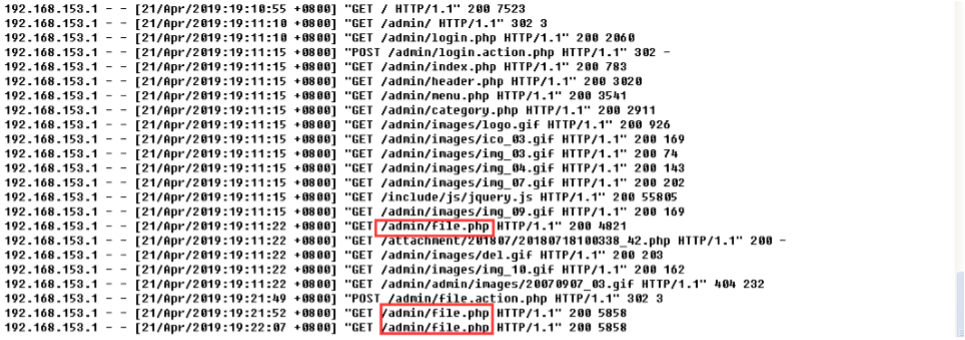 192.168.153.1 - - [21/Apr/2019:19:10:55 +0800] "GET / HTTP/1.1" 200 7523
192.168.153.1 - - [21/Apr/2019:19:11:10 +0800] "GET /admin/ HTTP/1.1" 302 3
192.168.153.1 - - [21/Apr/2019:19:11:10 +0800] "GET /admin/login.php HTTP/1.1" 200 2060
192.168.153.1 - - [21/Apr/2019:19:11:15 +0800] "POST /admin/login.action.php HTTP/1.1" 302 -
192.168.153.1 - - [21/Apr/2019:19:11:15 +0800] "GET /admin/index.php HTTP/1.1" 200 783
192.168.153.1 - - [21/Apr/2019:19:11:15 +0800] "GET /admin/header.php HTTP/1.1" 200 3020
192.168.153.1 - - [21/Apr/2019:19:11:15 +0800] "GET /admin/menu.php HTTP/1.1" 200 3541
192.168.153.1 - - [21/Apr/2019:19:11:15 +0800] "GET /admin/category.php HTTP/1.1" 200 2911
192.168.153.1 - - [21/Apr/2019:19:11:15 +0800] "GET /admin/images/logo.gif HTTP/1.1" 200 926
192.168.153.1 - - [21/Apr/2019:19:11:15 +0800] "GET /admin/images/ico_03.gif HTTP/1.1" 200 169
192.168.153.1 - - [21/Apr/2019:19:11:15 +0800] "GET /admin/images/img_03.gif HTTP/1.1" 200 74
192.168.153.1 - - [21/Apr/2019:19:11:15 +0800] "GET /admin/images/img_04.gif HTTP/1.1" 200 143
192.168.153.1 - - [21/Apr/2019:19:11:15 +0800] "GET /admin/images/img_07.gif HTTP/1.1" 200 202
192.168.153.1 - - [21/Apr/2019:19:11:15 +0800] "GET /include/js/jquery.js HTTP/1.1" 200 55805
192.168.153.1 - - [21/Apr/2019:19:11:15 +0800] "GET /admin/images/img_09.gif HTTP/1.1" 200 169
192.168.153.1 - - [21/Apr/2019:19:11:22 +0800] "GET /admin/file.php HTTP/1.1" 200 4821
192.168.153.1 - - [21/Apr/2019:19:11:22 +0800] "GET /attachment/201807/20180718100338_42.php HTTP/1.1" 200 -
192.168.153.1 - - [21/Apr/2019:19:11:22 +0800] "GET /admin/images/del.gif HTTP/1.1" 200 203
192.168.153.1 - - [21/Apr/2019:19:11:22 +0800] "GET /admin/images/img_10.gif HTTP/1.1" 200 162
192.168.153.1 - - [21/Apr/2019:19:11:22 +0800] "GET /admin/admin/images/20070907_03.gif HTTP/1.1" 404 232
192.168.153.1 - - [21/Apr/2019:19:21:49 +0800] "POST /admin/file.action.php HTTP/1.1" 302 3
192.168.153.1 - - [21/Apr/2019:19:21:52 +0800] "GET /admin/file.php HTTP/1.1" 200 5858
192.168.153.1 - - [21/Apr/2019:19:22:07 +0800] "GET /admin/file.php HTTP/1.1" 200 5858